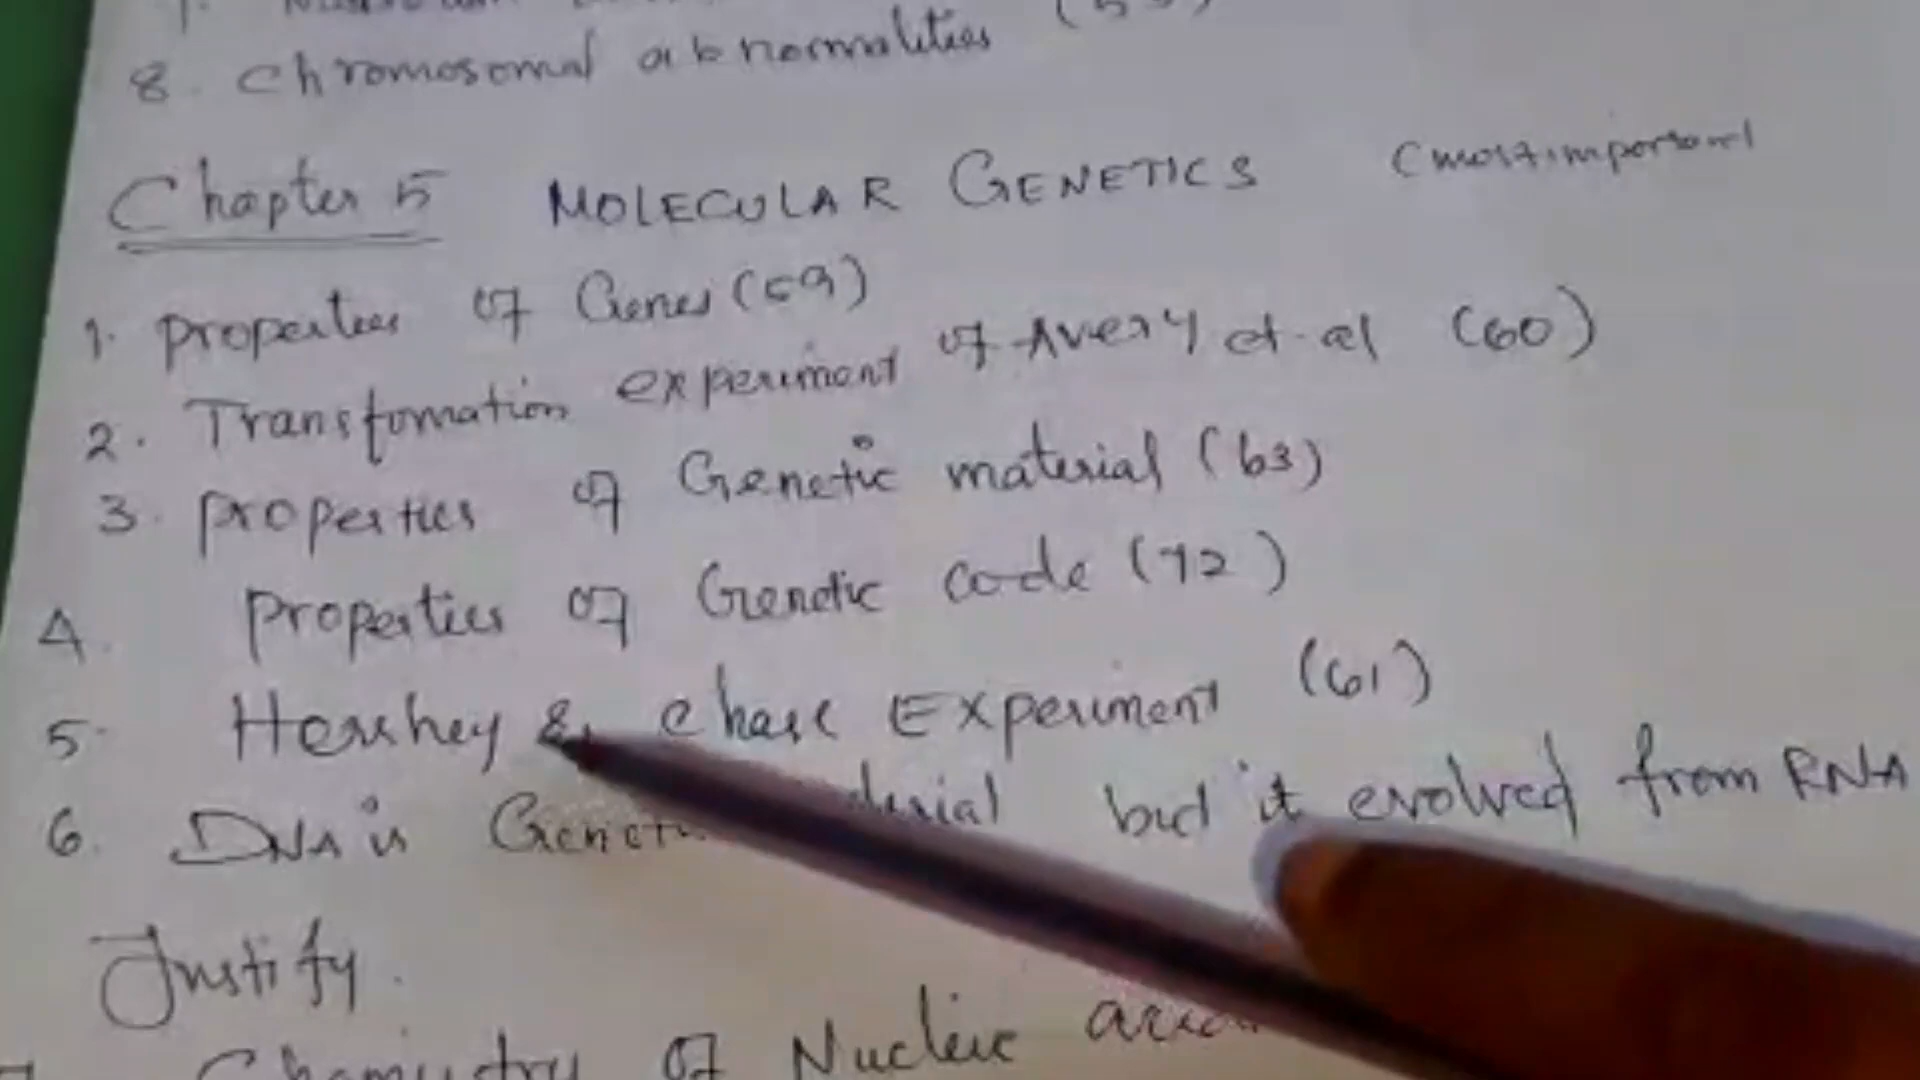 8. Chromosomal abnormalities
Chapter 5 MOLECULAR GENETICS (most important
1. properties of Genes (59)
2. Transfomation experiment of Avery et al (60)
3. properties of Genetic material (63)
4. properties of Genetic code (72)
5. Hershey & chase Experiment (61)
6. DNA is but it evolved from RNA
Justify.
Chemistry of Nucleic